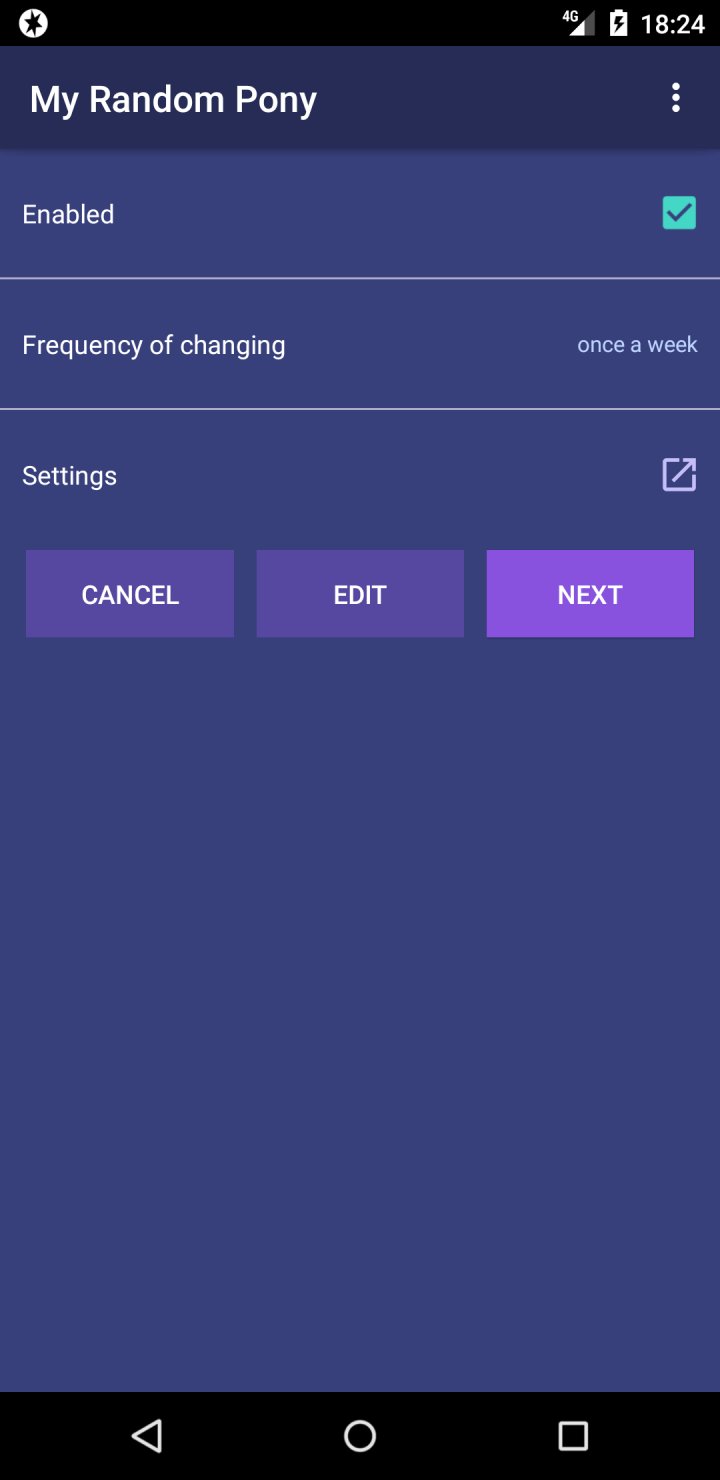 4G 18:24
My Random Pony
Enabled
Frequency of changing once a week
Settings
CANCEL EDIT NEXT